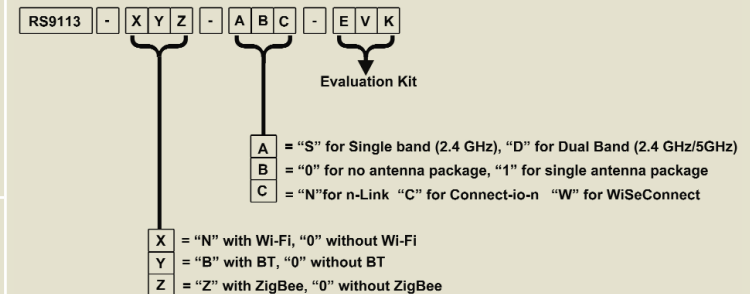 RS9113 - X Y Z - A B C - E V K
Evaluation Kit
A = “S” for Single band (2.4 GHz), “D” for Dual Band (2.4 GHz/5GHz)
B = “0” for no antenna package, “1” for single antenna package
C = “N”for n-Link “C” for Connect-io-n “W” for WiSeConnect
X = “N” with Wi-Fi, “0” without Wi-Fi
Y = “B” with BT, “0” without BT
Z = “Z” with ZigBee, “0” without ZigBee